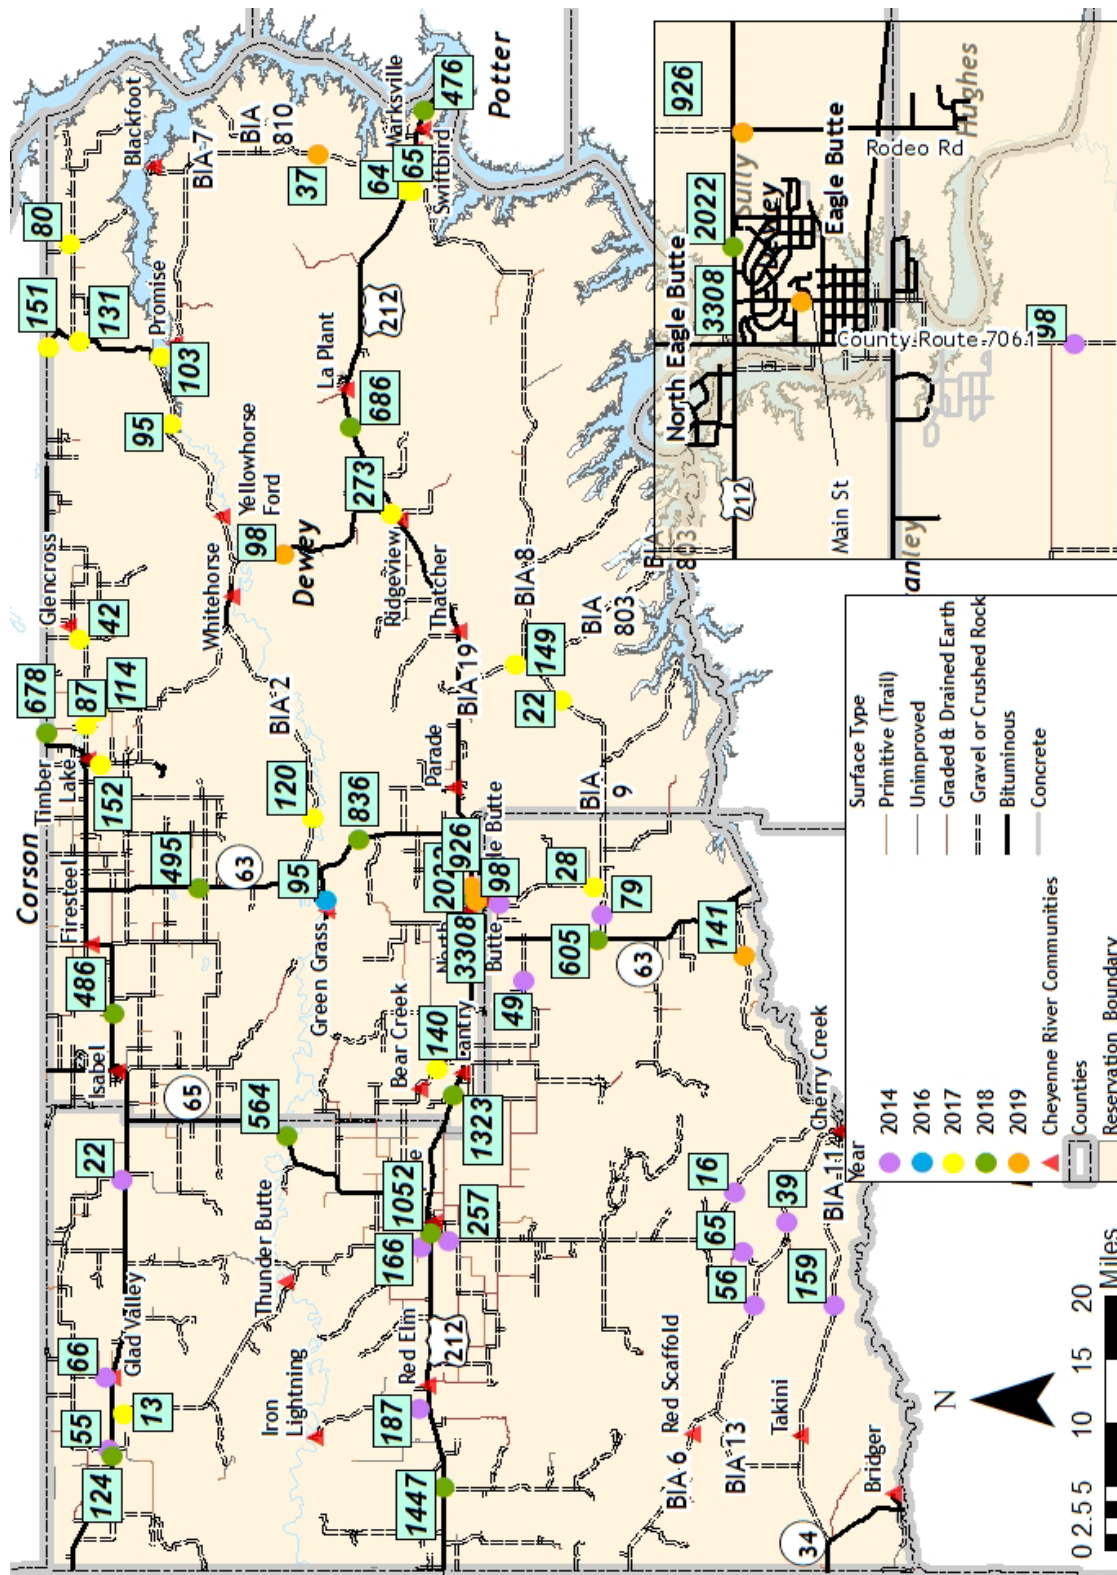 Corson
678
Glencross
151
80
Timber
Lake
87
42
114
131
Blackfoot
Firesteel
152
Promise
BIA 7
BIA
810
486
495
63
103
95
Isabel
65
22
66
Glad Valley
55
13
124
120
BIA 2
Whitehorse
Yellowhorse
Ford
98
Dewey
37
64
65
Marksville
Swiftbird
476
Potter
La Plant
686
212
273
Ridgeview
Thatcher
BIA 19
Parade
836
95
Green Grass
564
Thunder Butte
Iron
Lightning
Bear Creek
140
1323
1052
166
257
Red Elm
212
187
1447
926
98
3308
Butte
49
28
79
605
63
141
BIA
9
22
149
BIA 8
BIA
803
BIA
803
Cherry Creek
BIA 11
16
39
65
56
159
Red Scaffold
BIA 6
BIA 13
Takini
Bridger
34
926
2022
3308
98
North Eagle Butte
Eagle Butte
Sully
Hughes
Rodeo Rd
County Route 7061
212
Main St
Year
2014
2016
2017
2018
2019
Cheyenne River Communities
Counties
Reservation Boundary
Surface Type
Primitive (Trail)
Unimproved
Graded & Drained Earth
Gravel or Crushed Rock
Bituminous
Concrete
N
0 2.5 5 10 15 20
Miles